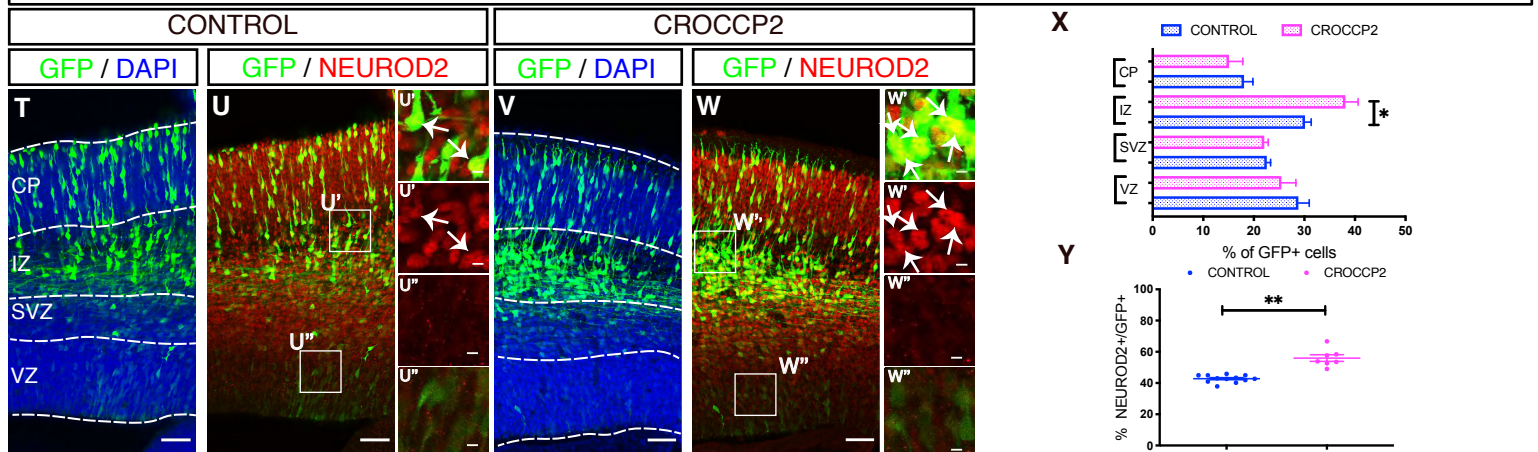 CONTROL
CROCCP2
GFP / DAPI
GFP / NEUROD2
GFP / DAPI
GFP / NEUROD2
T
CP
IZ
SVZ
VZ
U
U'
U"
U'
U'
U"
U"
V
W
W"
W"
W'
W'
W"
W"
X
CONTROL
CROCCP2
CP
IZ
SVZ
VZ
*
0 10 20 30 40 50
% of GFP+ cells
Y
CONTROL
CROCCP2
% NEUROD2+/GFP+
100
80
60
40
20
0
**